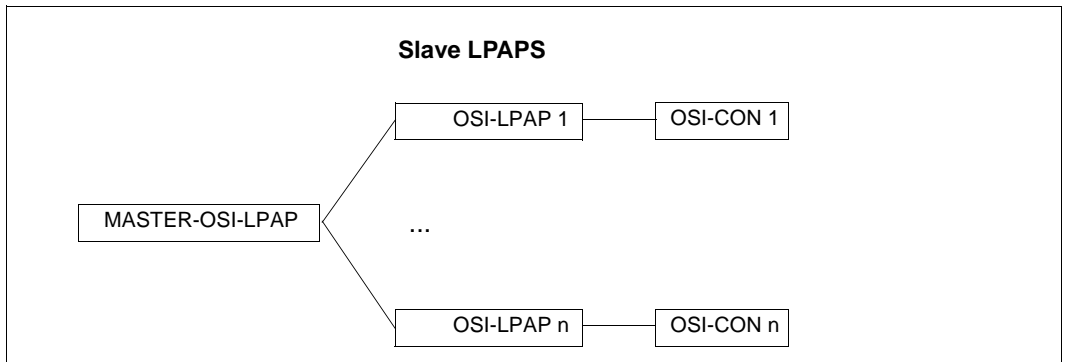 Slave LPAPS
OSI-LPAP 1 OSI-CON 1
MASTER-OSI-LPAP ...
OSI-LPAP n OSI-CON n